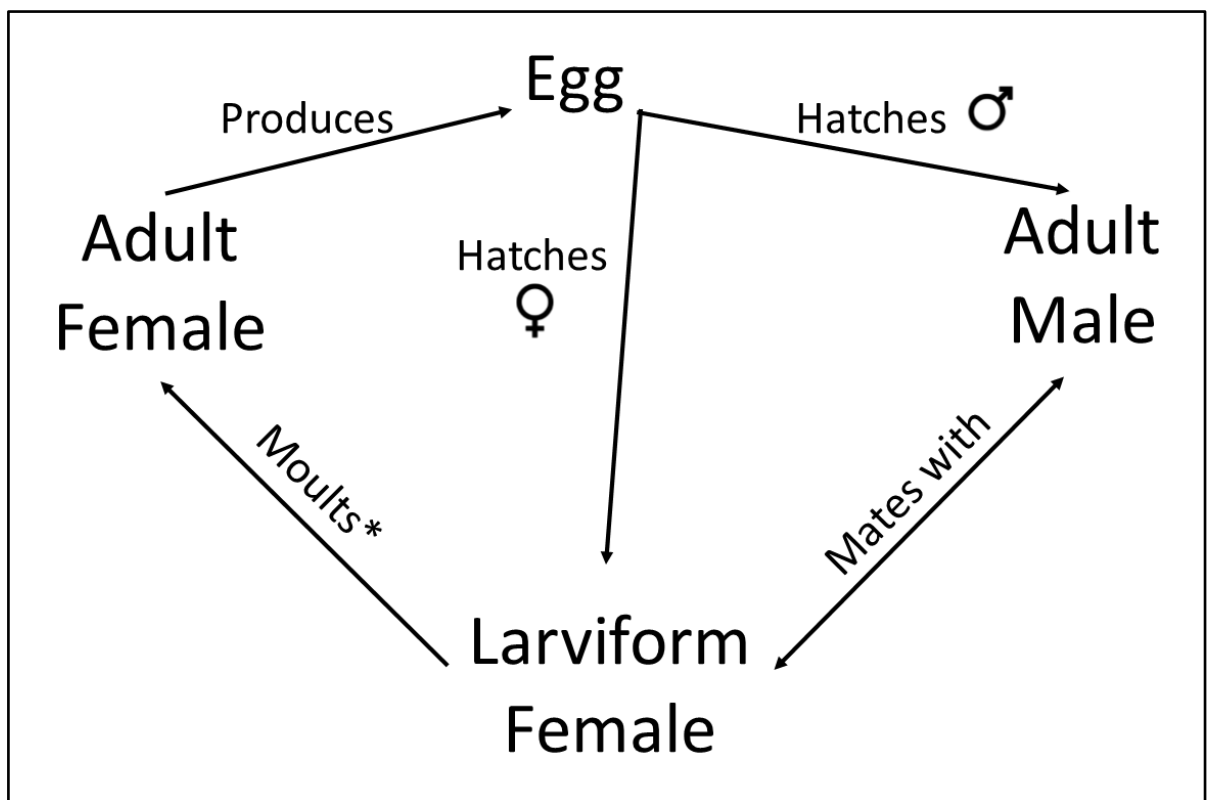 Egg
Produces
Hatches ♂
Adult
Female
Hatches
♀
Adult
Male
Moults*
Mates with
Larviform
Female